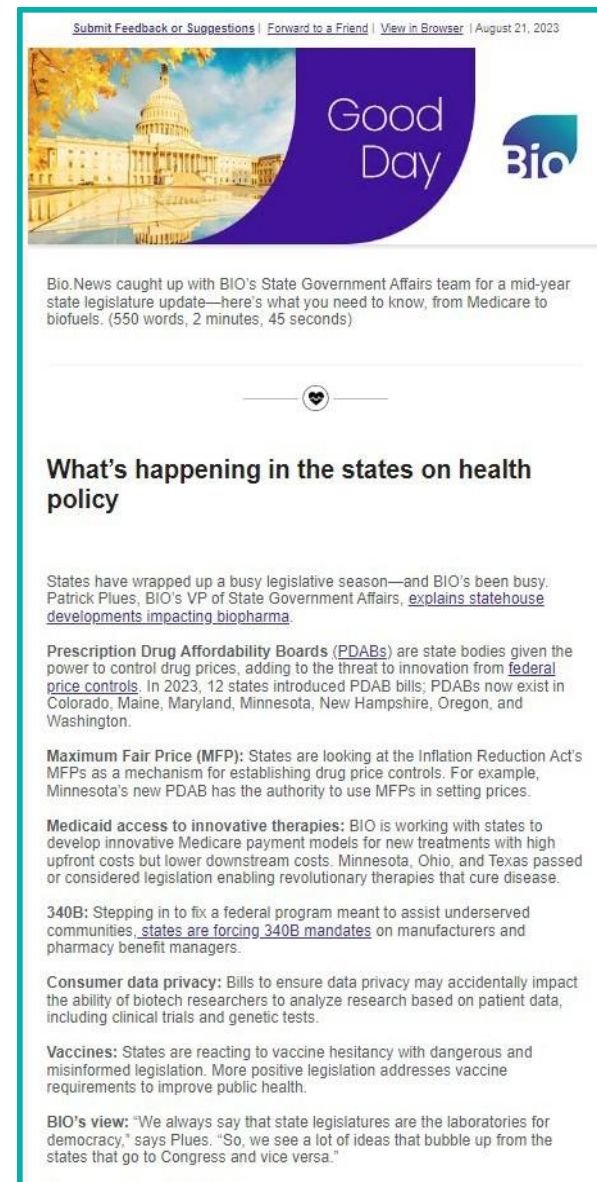 Submit Feedback or Suggestions | Forward to a Friend | View in Browser | August 21, 2023
Good
Day
Bio
Bio.News caught up with BIO's State Government Affairs team for a mid-year
state legislature update—here's what you need to know, from Medicare to
biofuels. (550 words, 2 minutes, 45 seconds)
What's happening in the states on health
policy
States have wrapped up a busy legislative season—and BIO's been busy.
Patrick Plues, BIO's VP of State Government Affairs, explains statehouse
developments impacting biopharma.
Prescription Drug Affordability Boards (PDABs) are state bodies given the
power to control drug prices, adding to the threat to innovation from federal
price controls. In 2023, 12 states introduced PDAB bills; PDABs now exist in
Colorado, Maine, Maryland, Minnesota, New Hampshire, Oregon, and
Washington.
Maximum Fair Price (MFP): States are looking at the Inflation Reduction Act's
MFPs as a mechanism for establishing drug price controls. For example,
Minnesota's new PDAB has the authority to use MFPs in setting prices.
Medicaid access to innovative therapies: BIO is working with states to
develop innovative Medicare payment models for new treatments with high
upfront costs but lower downstream costs. Minnesota, Ohio, and Texas passed
or considered legislation enabling revolutionary therapies that cure disease.
340B: Stepping in to fix a federal program meant to assist underserved
communities, states are forcing 340B mandates on manufacturers and
pharmacy benefit managers.
Consumer data privacy: Bills to ensure data privacy may accidentally impact
the ability of biotech researchers to analyze research based on patient data,
including clinical trials and genetic tests.
Vaccines: States are reacting to vaccine hesitancy with dangerous and
misinformed legislation. More positive legislation addresses vaccine
requirements to improve public health.
BIO's view: "We always say that state legislatures are the laboratories for
democracy," says Plues. "So, we see a lot of ideas that bubble up from the
states that go to Congress and vice versa."